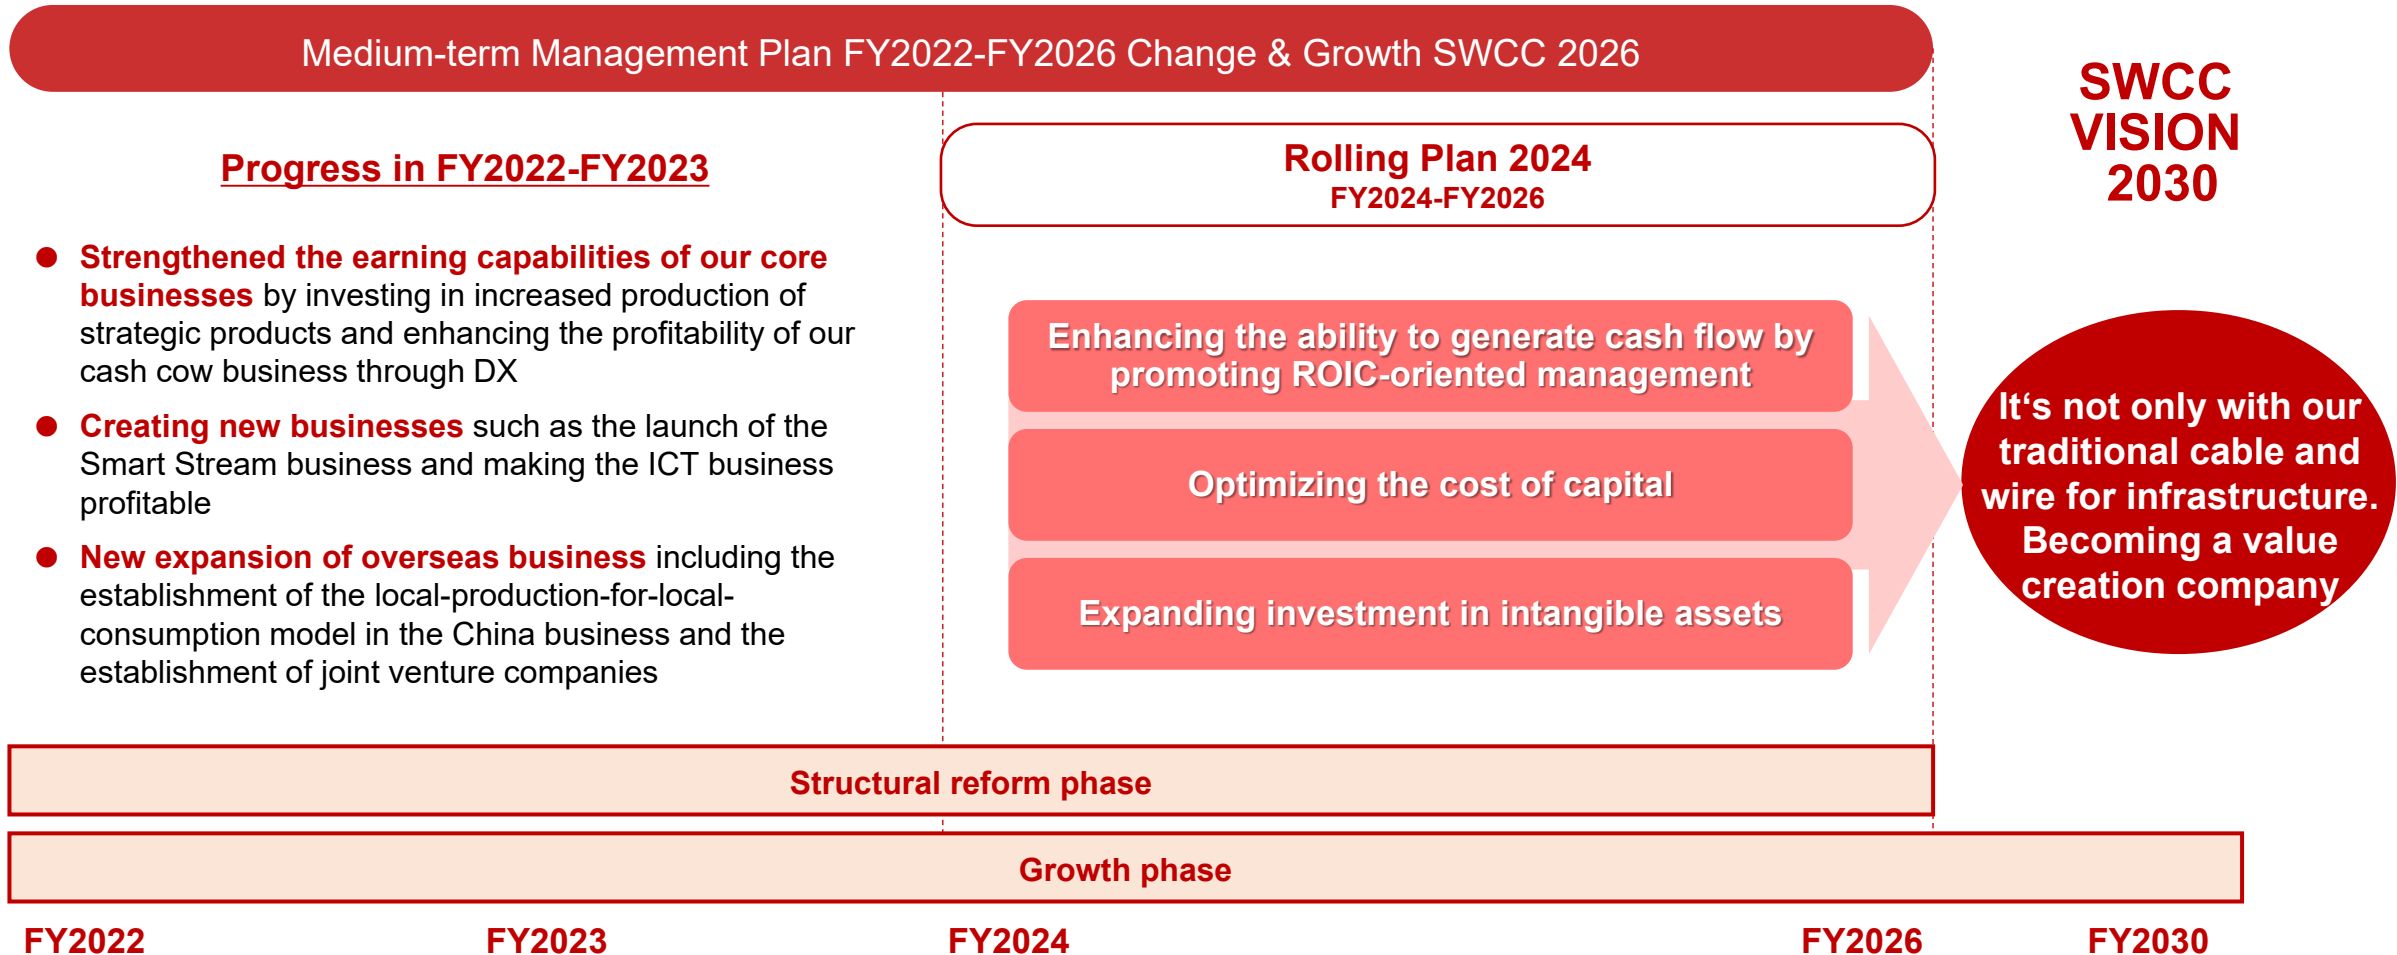 Medium-term Management Plan FY2022-FY2026 Change & Growth SWCC 2026
SWCC
VISION
2030
Progress in FY2022-FY2023
Rolling Plan 2024
FY2024-FY2026
● Strengthened the earning capabilities of our core
businesses by investing in increased production of
strategic products and enhancing the profitability of our
cash cow business through DX
● Creating new businesses such as the launch of the
Smart Stream business and making the ICT business
profitable
● New expansion of overseas business including the
establishment of the local-production-for-local-
consumption model in the China business and the
establishment of joint venture companies
Enhancing the ability to generate cash flow by
promoting ROIC-oriented management
Optimizing the cost of capital
Expanding investment in intangible assets
It‘s not only with our
traditional cable and
wire for infrastructure.
Becoming a value
creation company
Structural reform phase
Growth phase
FY2022 FY2023 FY2024 FY2026 FY2030